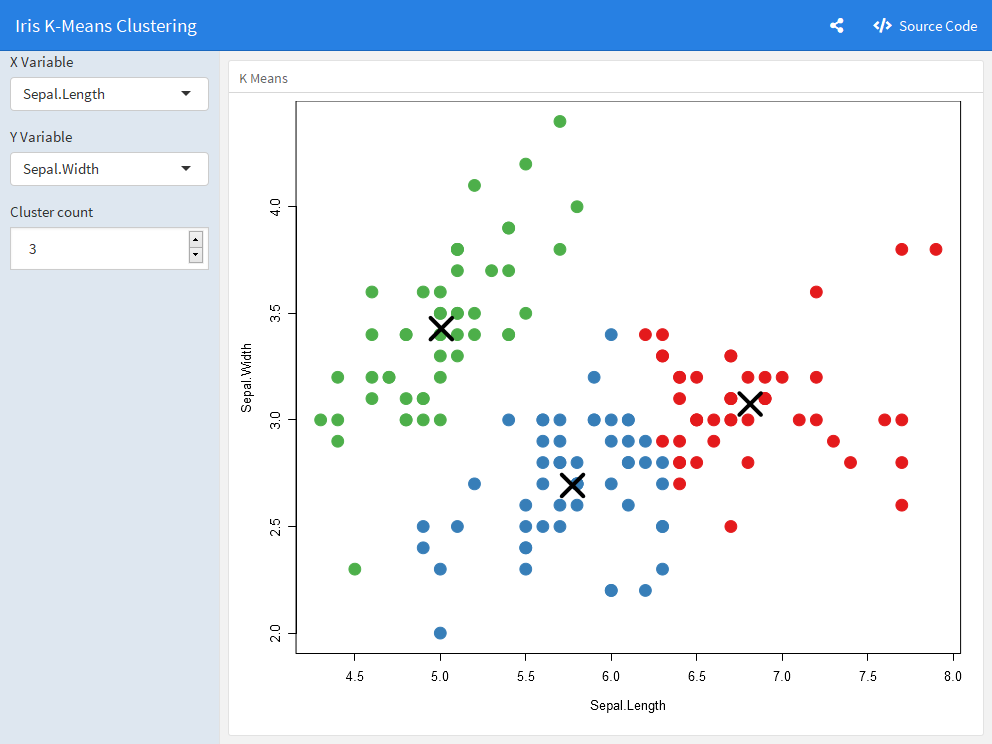 Iris K-Means Clustering
Source Code
X Variable
Sepal.Length
Y Variable
Sepal.Width
Cluster count
3
K Means
Sepal.Width
4.0
3.5
3.0
2.5
2.0
4.5 5.0 5.5 6.0 6.5 7.0 7.5 8.0
Sepal.Length